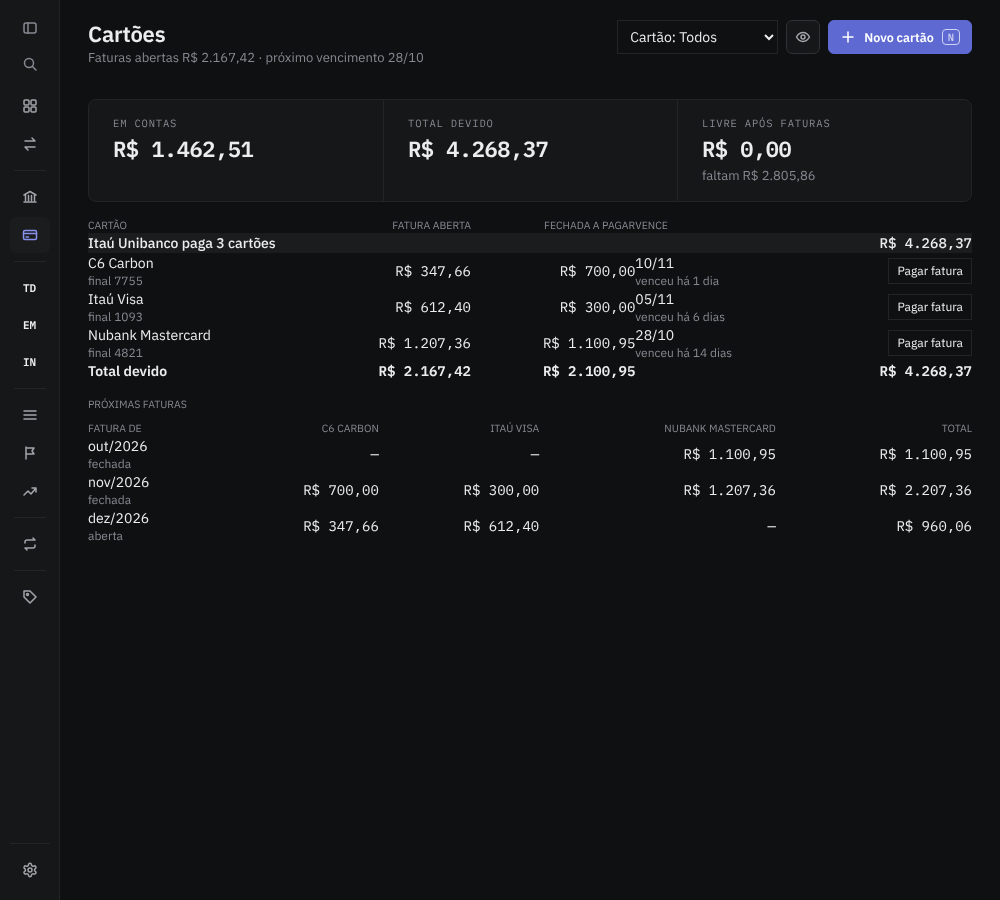 Cartões
Faturas abertas R$ 2.167,42 · próximo vencimento 28/10
Cartão: Todos
Novo cartão N
TD
EM
IN
EM CONTAS
R$ 1.462,51
TOTAL DEVIDO
R$ 4.268,37
LIVRE APÓS FATURAS
R$ 0,00
faltam R$ 2.805,86
CARTÃO FATURA ABERTA FECHADA A PAGAR VENCE
Itaú Unibanco paga 3 cartões R$ 4.268,37
C6 Carbon R$ 347,66 R$ 700,00 10/11 Pagar fatura
final 7755 venceu há 1 dia
Itaú Visa R$ 612,40 R$ 300,00 05/11 Pagar fatura
final 1093 venceu há 6 dias
Nubank Mastercard R$ 1.207,36 R$ 1.100,95 28/10 Pagar fatura
final 4821 venceu há 14 dias
Total devido R$ 2.167,42 R$ 2.100,95 R$ 4.268,37
PRÓXIMAS FATURAS
FATURA DE C6 CARBON ITAÚ VISA NUBANK MASTERCARD TOTAL
out/2026 — — R$ 1.100,95 R$ 1.100,95
fechada
nov/2026 R$ 700,00 R$ 300,00 R$ 1.207,36 R$ 2.207,36
fechada
dez/2026 R$ 347,66 R$ 612,40 — R$ 960,06
aberta